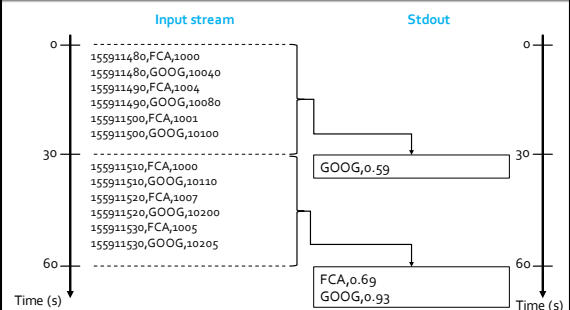 Input stream
Stdout
0
155911480,FCA,1000
155911480,GOOG,10040
155911490,FCA,1004
155911490,GOOG,10080
155911500,FCA,1001
155911500,GOOG,10100
0
30
155911510,FCA,1000
155911510,GOOG,10110
155911520,FCA,1007
155911520,GOOG,10200
155911530,FCA,1005
155911530,GOOG,10205
GOOG,0.59
30
60
FCA,0.69
GOOG,0.93
60
Time (s)
Time (s)